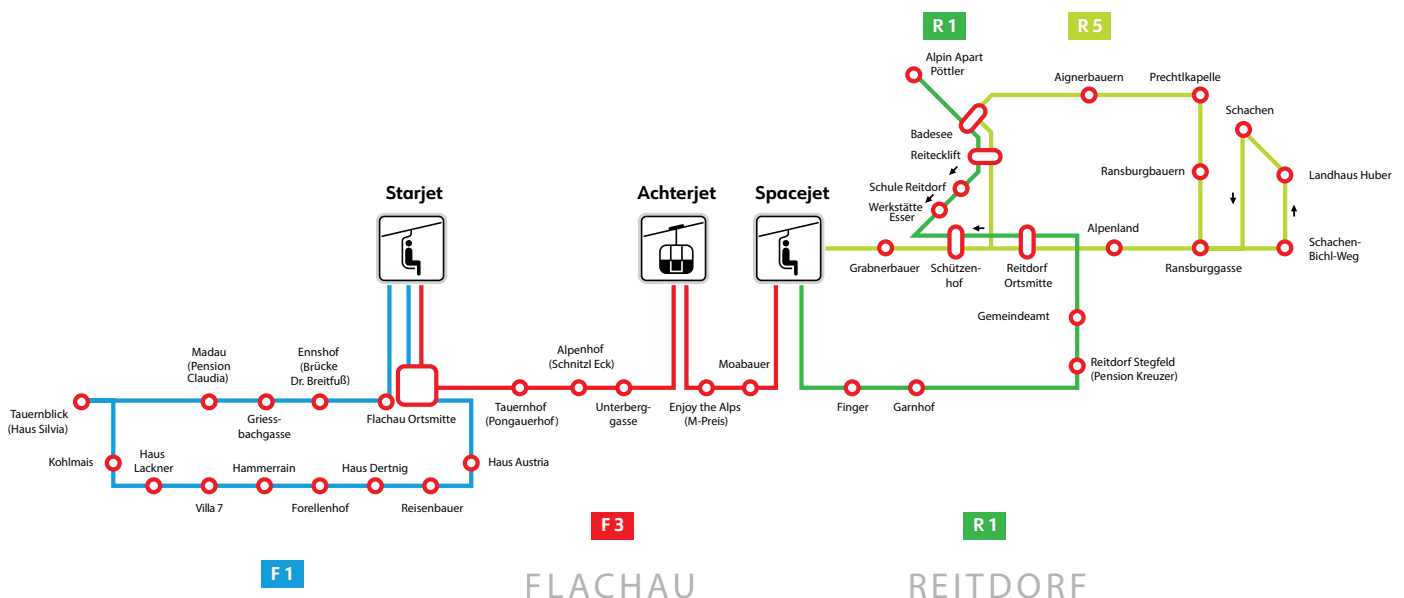 R 1
R 5
Alpin Apart
Pöttler
Aignerbauern
Prechtlkapelle
Schachen
Badesee
Reitecklift
Ransburgbauern
Landhaus Huber
Schule Reitdorf
Werkstätte
Esser
Starjet
Achterjet
Spacejet
Alpenland
Grabnerbauer
Schützen-
hof
Reitdorf
Ortsmitte
Ransburggasse
Schachen-
Bichl-Weg
Gemeindeamt
Reitdorf Stegfeld
(Pension Kreuzer)
Madau
(Pension
Claudia)
Ennshof
(Brücke
Dr. Breitfuß)
Alpenhof
(Schnitzl Eck)
Moabauer
Tauernblick
(Haus Silvia)
Griess-
bachgasse
Flachau Ortsmitte
Tauernhof
(Pongauerhof)
Unterberg-
gasse
Enjoy the Alps
(M-Preis)
Finger
Garnhof
Kohlmais
Haus
Lackner
Hammerrain
Haus Dertnig
Haus Austria
Villa 7
Forellenhof
Reisenbauer
F 3
R 1
F 1
FLACHAU
REITDORF